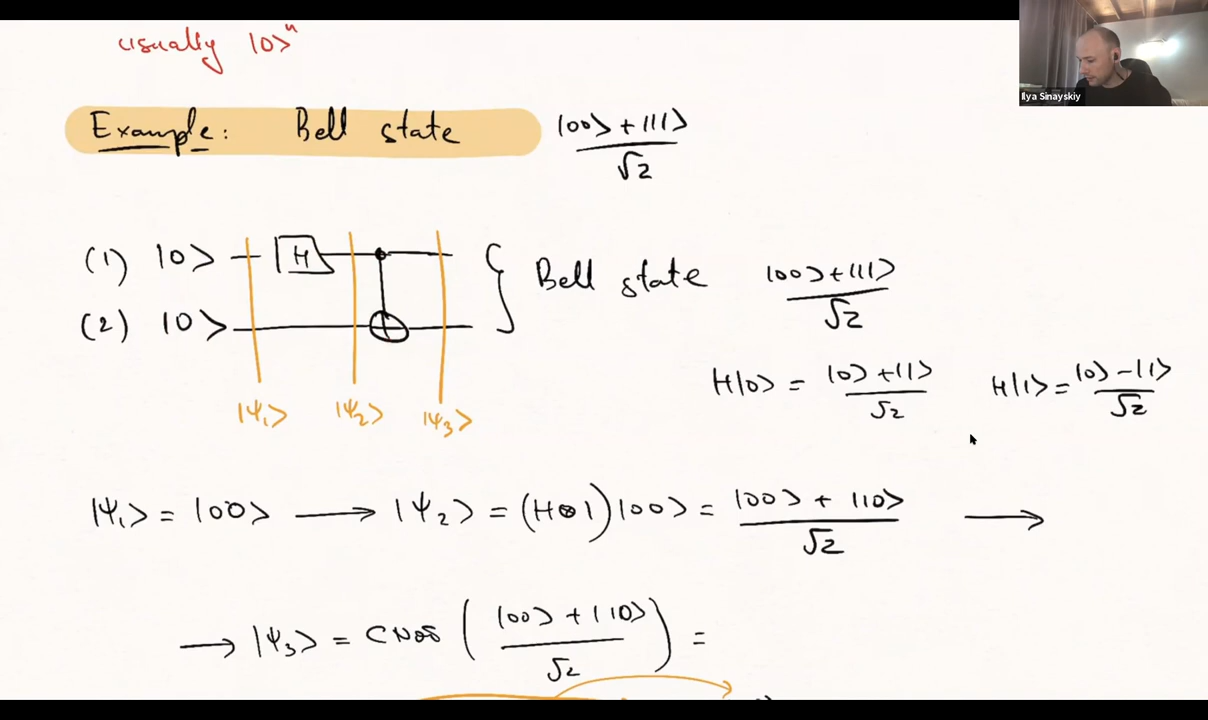 usually |0>ⁿ
Ilya Sinayskiy
Example: Bell state (|00> + |11>)/√2
(1) |0> H
(2) |0>
Bell state (|00> + |11>)/√2
|Ψ₁> |Ψ₂> |Ψ₃>
H|0> = (|0> + |1>)/√2 H|1> = (|0> - |1>)/√2
|Ψ₁> = |00> ⟶ |Ψ₂> = (H⊗1)|00> = (|00> + |10>)/√2 ⟶
⟶ |Ψ₃> = CNOT ((|00> + |10>)/√2) =